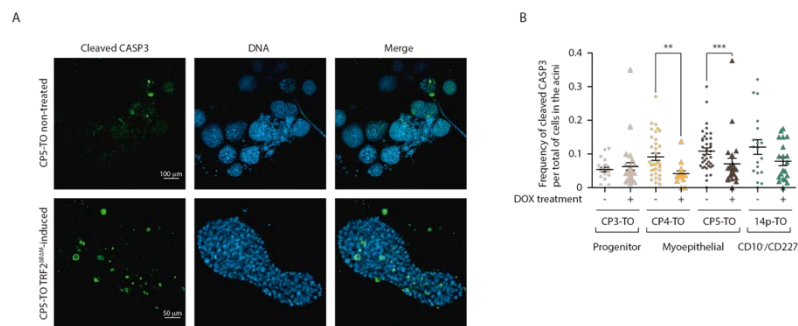 A
Cleaved CASP3
DNA
Merge
CP5-TO non-treated
100 μm
CP5-TO TRF2ΔBΔM-induced
50 μm
B
Frequency of cleaved CASP3
per total of cells in the acini
0.4
0.3
0.2
0.1
0
**
***
DOX treatment
- + - + - + - +
CP3-TO CP4-TO CP5-TO 14p-TO
Progenitor Myoepithelial CD10-/CD227